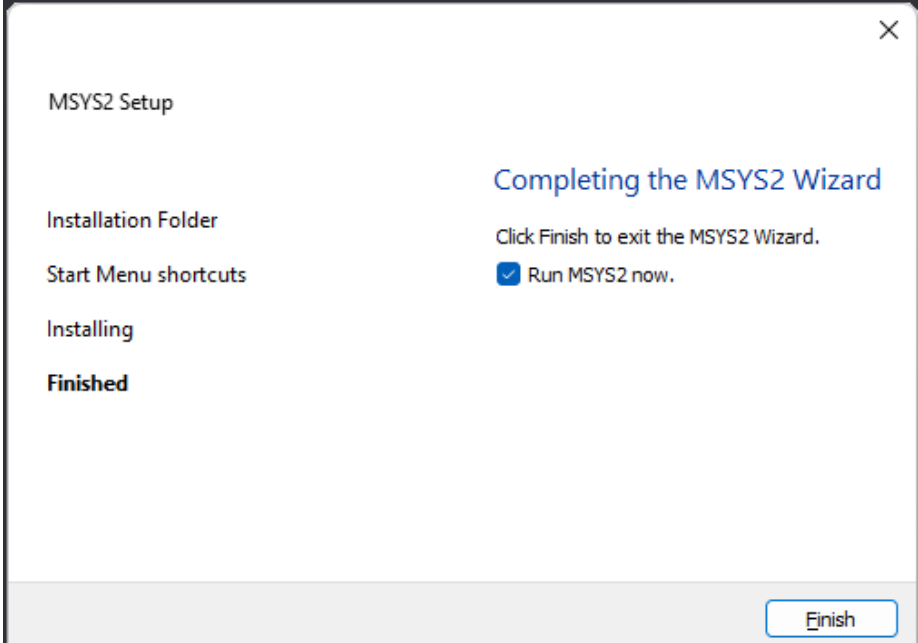 MSYS2 Setup
Installation Folder
Start Menu shortcuts
Installing
Finished
Completing the MSYS2 Wizard
Click Finish to exit the MSYS2 Wizard.
Run MSYS2 now.
Finish